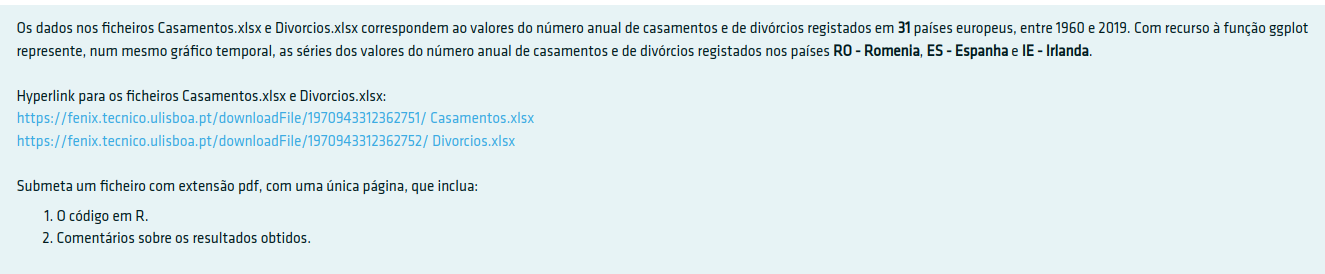 Os dados nos ficheiros Casamentos.xlsx e Divorcios.xlsx correspondem ao valores do número anual de casamentos e de divórcios registados em 31 países europeus, entre 1960 e 2019. Com recurso à função ggplot
represente, num mesmo gráfico temporal, as séries dos valores do número anual de casamentos e de divórcios registados nos países RO - Romenia, ES - Espanha e IE - Irlanda.
Hyperlink para os ficheiros Casamentos.xlsx e Divorcios.xlsx:
https://fenix.tecnico.ulisboa.pt/downloadFile/1970943312362751/ Casamentos.xlsx
https://fenix.tecnico.ulisboa.pt/downloadFile/1970943312362752/ Divorcios.xlsx
Submeta um ficheiro com extensão pdf, com uma única página, que inclua:
1. O código em R.
2. Comentários sobre os resultados obtidos.